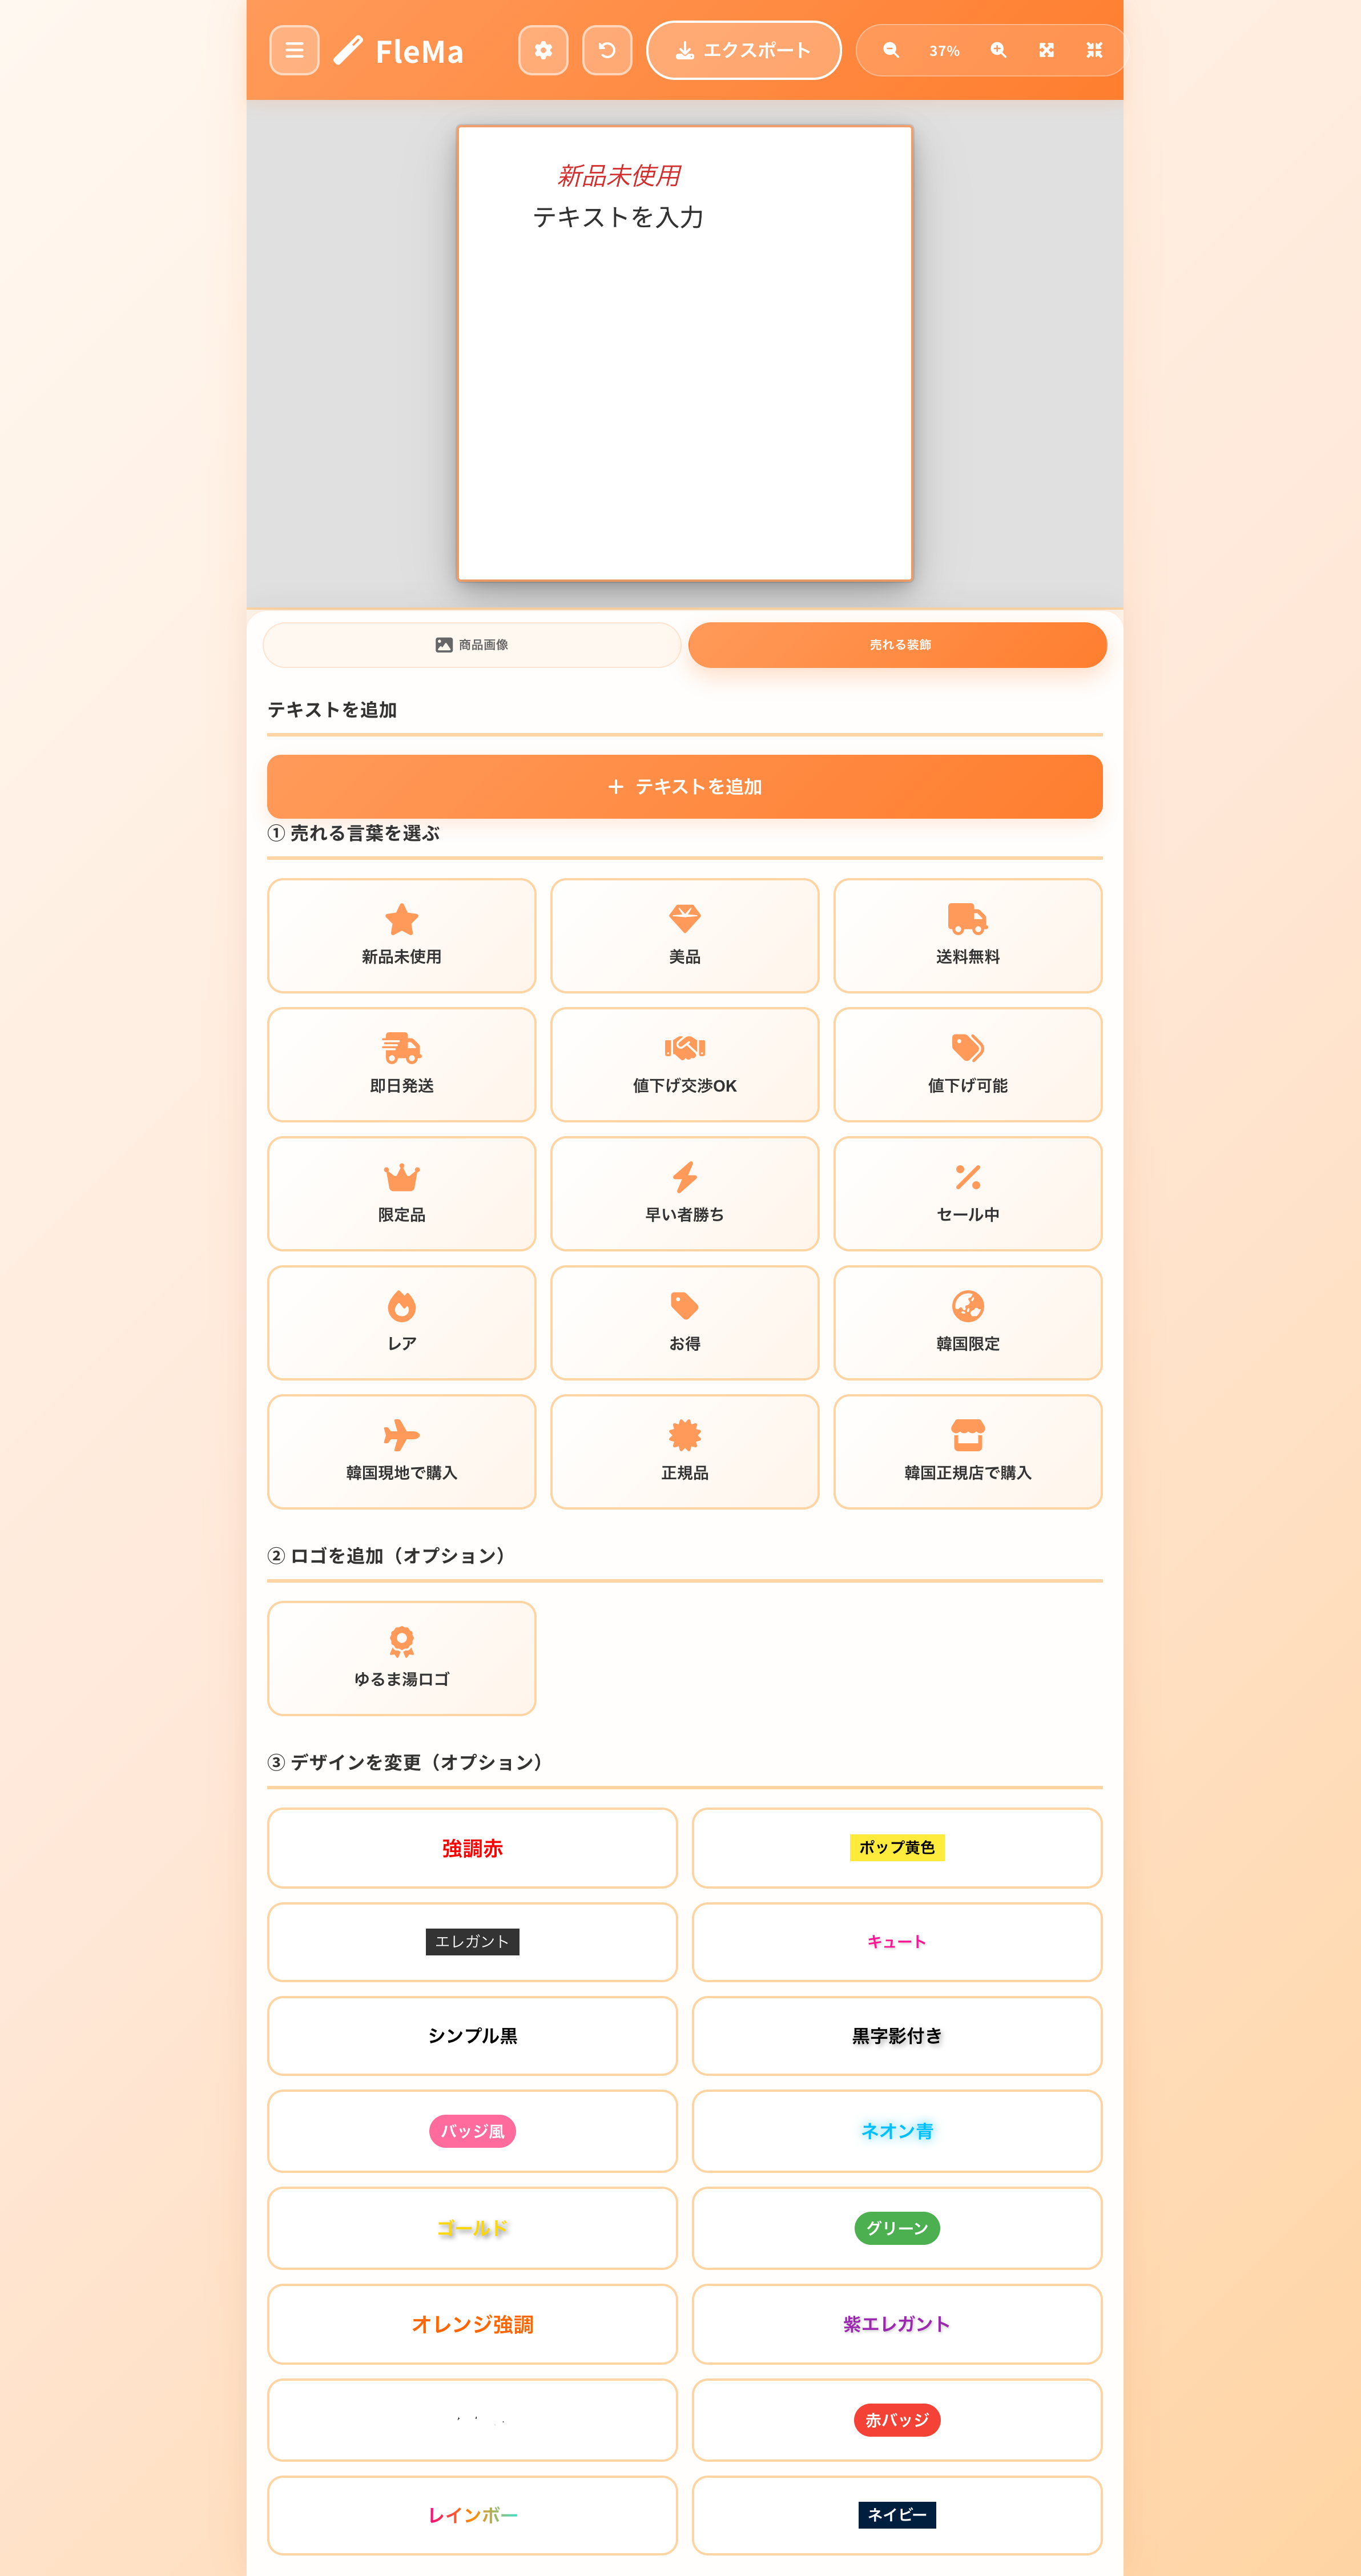 FleMa
エクスポート
37%
新品未使用
テキストを入力
商品画像
売れる装飾
テキストを追加
+ テキストを追加
① 売れる言葉を選ぶ
新品未使用
美品
送料無料
即日発送
値下げ交渉OK
値下げ可能
限定品
早い者勝ち
セール中
レア
お得
韓国限定
韓国現地で購入
正規品
韓国正規店で購入
② ロゴを追加（オプション）
ゆるま湯ロゴ
③ デザインを変更（オプション）
強調赤
ポップ黄色
エレガント
キュート
シンプル黒
黒字影付き
バッジ風
ネオン青
ゴールド
グリーン
オレンジ強調
紫エレガント
赤バッジ
レインボー
ネイビー